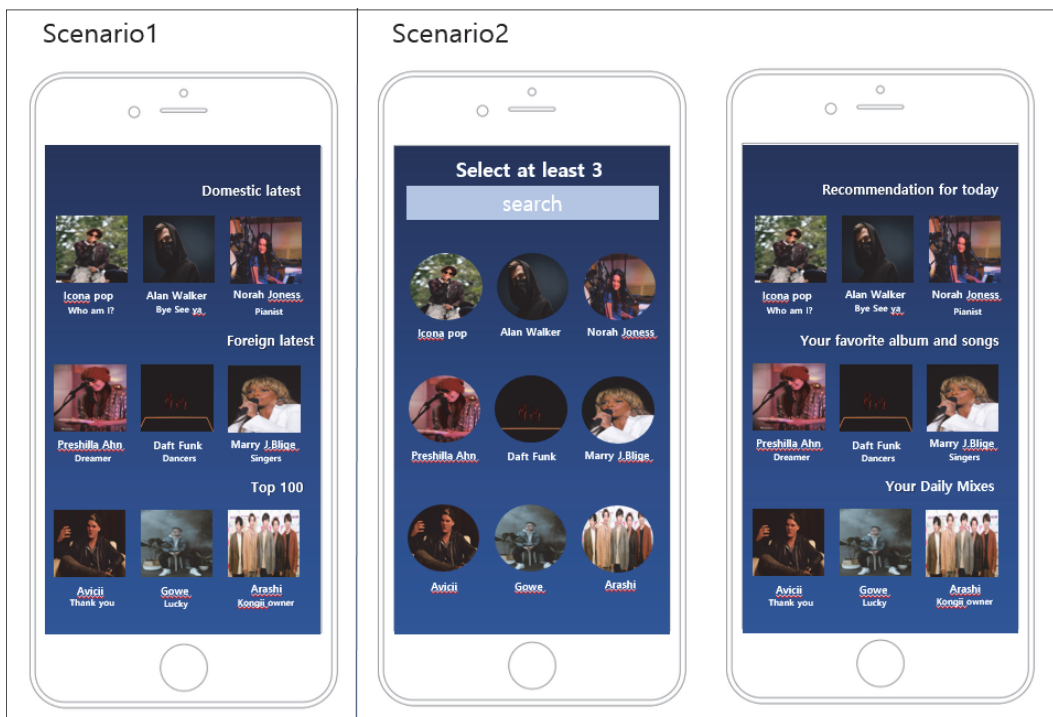 Scenario1
Domestic latest
Icona pop Alan Walker Norah Joness
Who am I? Bye See ya Pianist
Foreign latest
Preshilla Ahn Daft Funk Marry J.Blige
Dreamer Dancers Singers
Top 100
Avicii Gowe Arashi
Thank you Lucky Kongii owner
Scenario2
Select at least 3
search
Icona pop Alan Walker Norah Joness
Preshilla Ahn Daft Funk Marry J.Blige
Avicii Gowe Arashi
Recommendation for today
Icona pop Alan Walker Norah Joness
Who am I? Bye See ya Pianist
Your favorite album and songs
Preshilla Ahn Daft Funk Marry J.Blige
Dreamer Dancers Singers
Your Daily Mixes
Avicii Gowe Arashi
Thank you Lucky Kongii owner